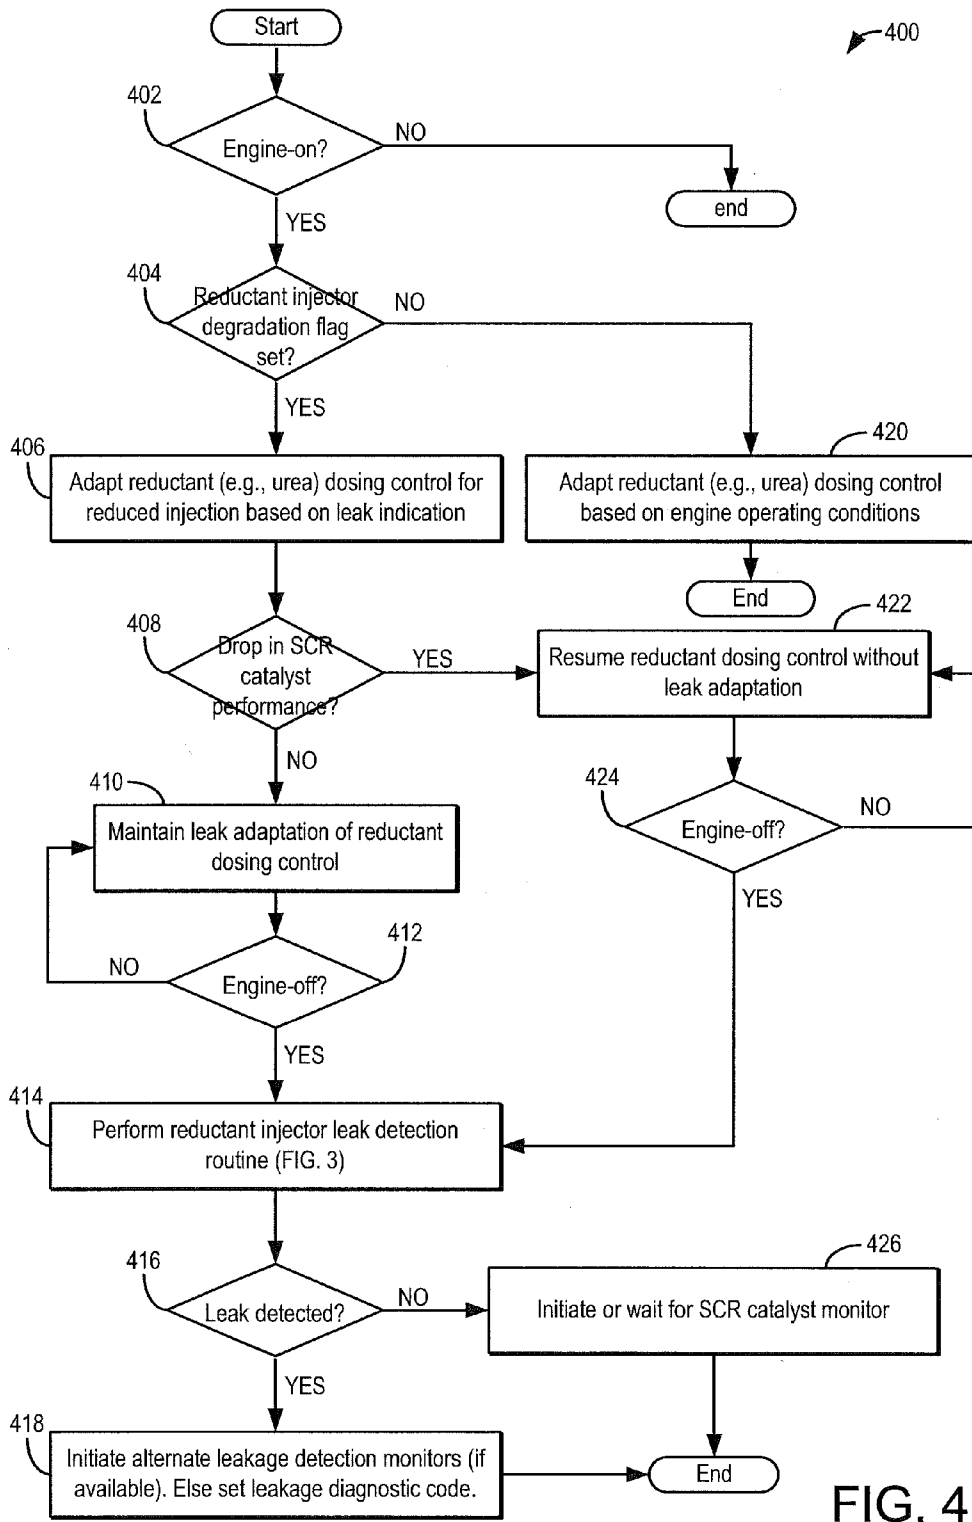 Start
400
402
Engine-on?
NO
end
YES
404
Reductant injector
degradation flag
set?
NO
YES
406
Adapt reductant (e.g., urea) dosing control for
reduced injection based on leak indication
420
Adapt reductant (e.g., urea) dosing control
based on engine operating conditions
End
408
Drop in SCR
catalyst
performance?
YES
422
Resume reductant dosing control without
leak adaptation
NO
410
Maintain leak adaptation of reductant
dosing control
424
Engine-off?
NO
YES
412
Engine-off?
NO
YES
414
Perform reductant injector leak detection
routine (FIG. 3)
416
Leak detected?
NO
426
Initiate or wait for SCR catalyst monitor
YES
418
Initiate alternate leakage detection monitors (if
available). Else set leakage diagnostic code.
End
FIG. 4